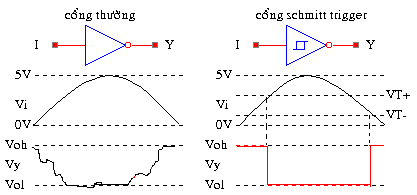 cổng thường
cổng schmitt trigger
I
Y
I
Y
5V
Vi
0V
Voh
Vy
Vol
5V
Vi
0V
VT+
VT-
Voh
Vy
Vol